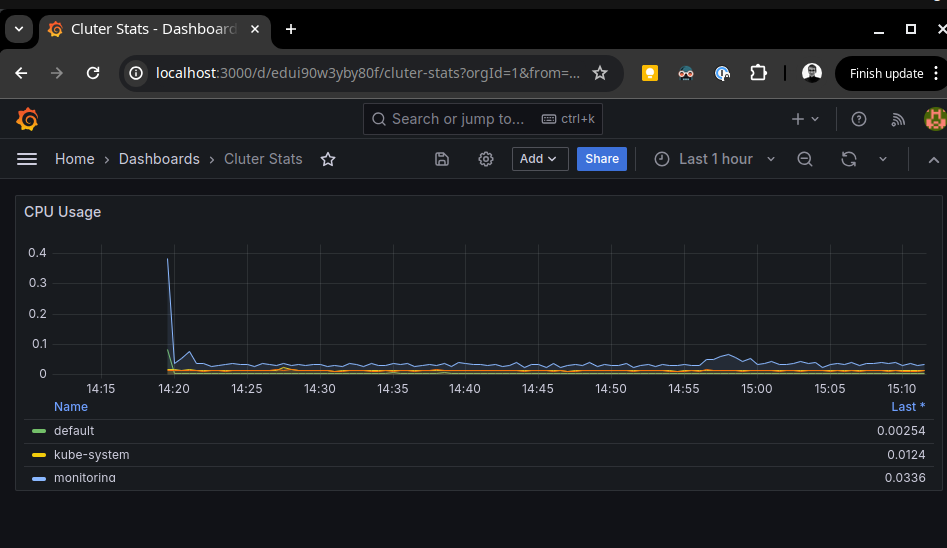 Cluter Stats - Dashboard
localhost:3000/d/edui90w3yby80f/cluter-stats?orgId=1&from=...
Finish update
Search or jump to...
ctrl+k
Home › Dashboards › Cluter Stats
Add
Share
Last 1 hour
CPU Usage
0.4
0.3
0.2
0.1
0
14:15 14:20 14:25 14:30 14:35 14:40 14:45 14:50 14:55 15:00 15:05 15:10
Name Last *
default 0.00254
kube-system 0.0124
monitoring 0.0336